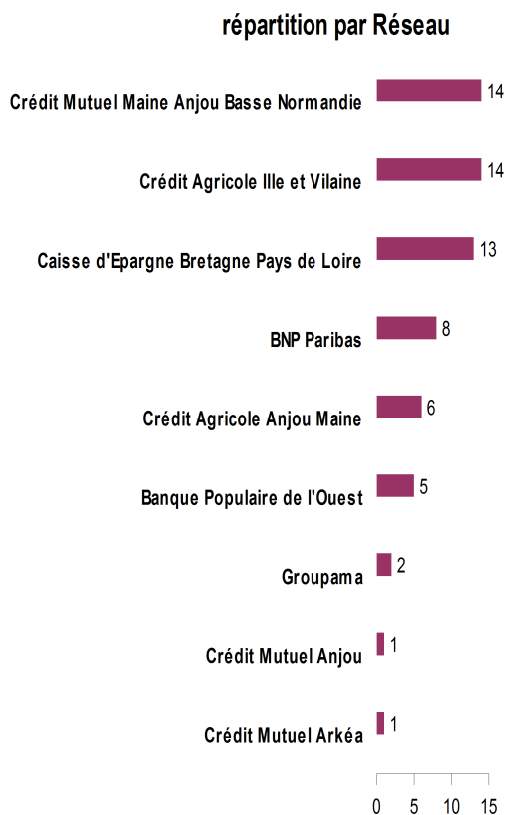 répartition par Réseau
Crédit Mutuel Maine Anjou Basse Normandie 14
Crédit Agricole Ille et Vilaine 14
Caisse d'Epargne Bretagne Pays de Loire 13
BNP Paribas 8
Crédit Agricole Anjou Maine 6
Banque Populaire de l'Ouest 5
Groupama 2
Crédit Mutuel Anjou 1
Crédit Mutuel Arkéa 1
0 5 10 15